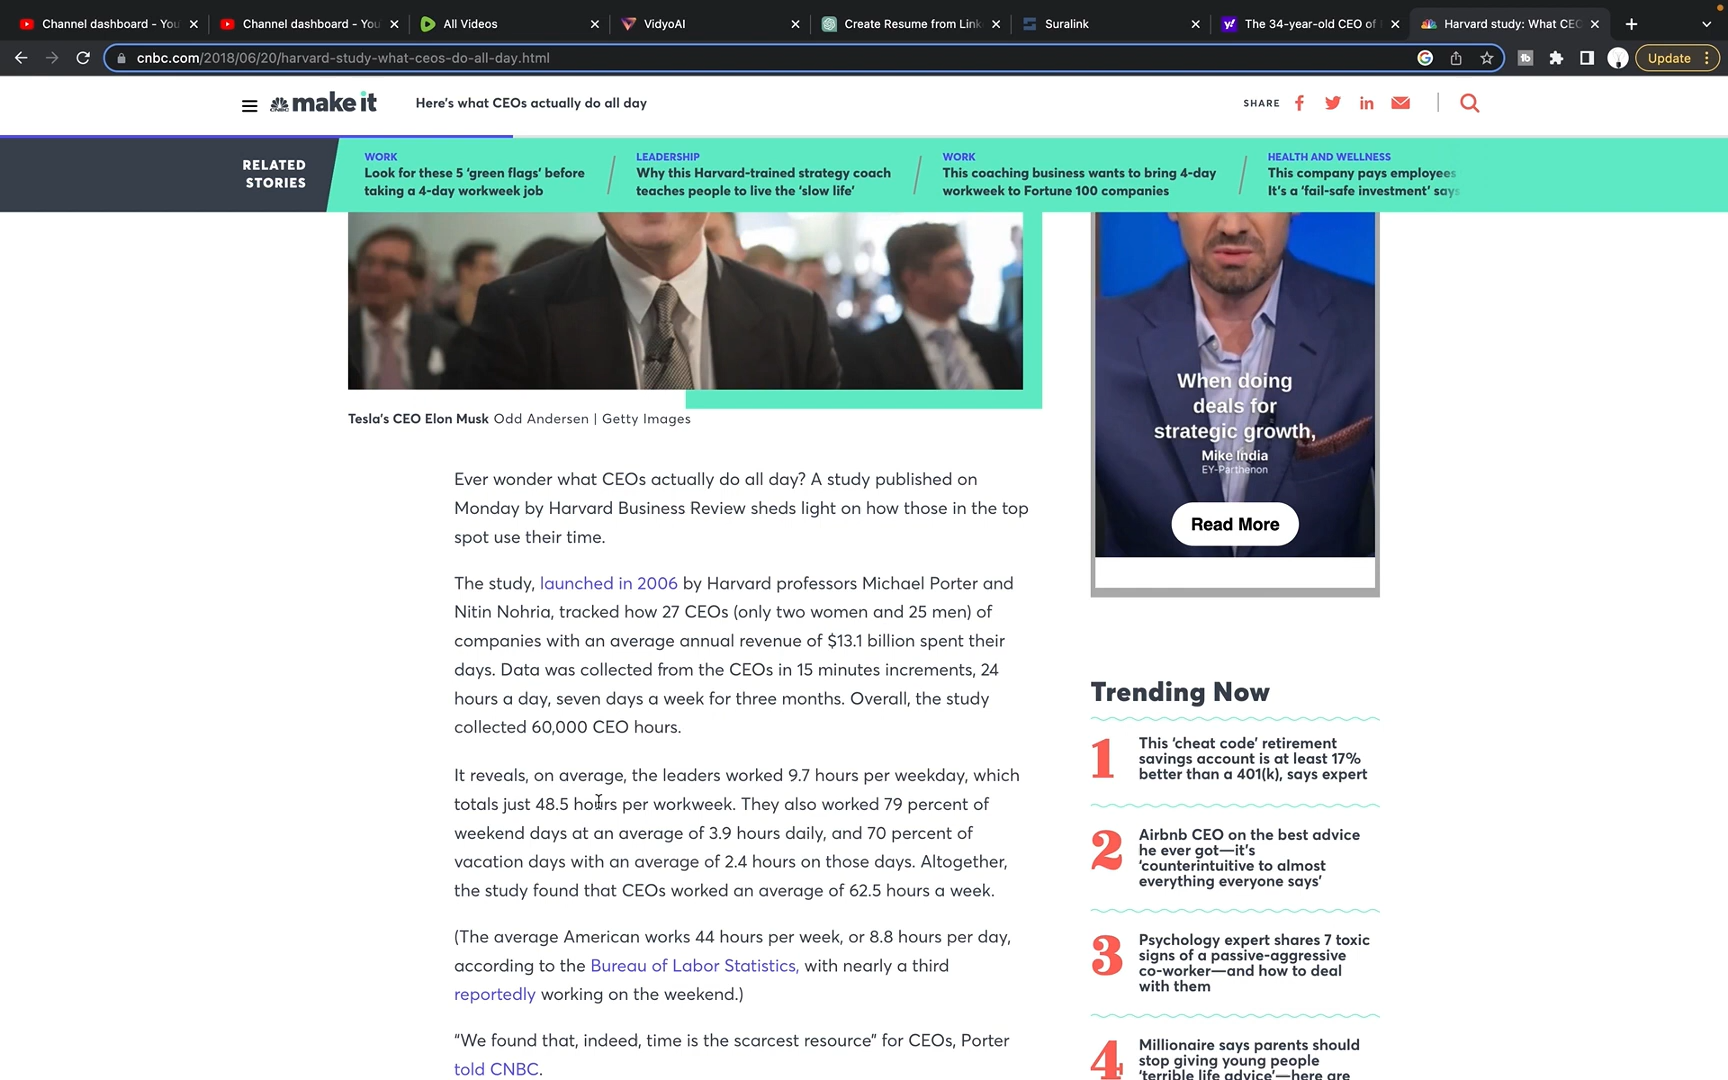 Channel dashboard - You
Channel dashboard - You
All Videos
VidyoAI
Create Resume from Link
Suralink
The 34-year-old CEO of
Harvard study: What CEO
cnbc.com/2018/06/20/harvard-study-what-ceos-do-all-day.html
Update
make it
Here's what CEOs actually do all day
SHARE
RELATED
STORIES
WORK
Look for these 5 'green flags' before
taking a 4-day workweek job
LEADERSHIP
Why this Harvard-trained strategy coach
teaches people to live the 'slow life'
WORK
This coaching business wants to bring 4-day
workweek to Fortune 100 companies
HEALTH AND WELLNESS
This company pays employees
It's a 'fail-safe investment' says
Tesla's CEO Elon Musk Odd Andersen | Getty Images
Ever wonder what CEOs actually do all day? A study published on
Monday by Harvard Business Review sheds light on how those in the top
spot use their time.
The study, launched in 2006 by Harvard professors Michael Porter and
Nitin Nohria, tracked how 27 CEOs (only two women and 25 men) of
companies with an average annual revenue of $13.1 billion spent their
days. Data was collected from the CEOs in 15 minutes increments, 24
hours a day, seven days a week for three months. Overall, the study
collected 60,000 CEO hours.
It reveals, on average, the leaders worked 9.7 hours per weekday, which
totals just 48.5 hours per workweek. They also worked 79 percent of
weekend days at an average of 3.9 hours daily, and 70 percent of
vacation days with an average of 2.4 hours on those days. Altogether,
the study found that CEOs worked an average of 62.5 hours a week.
(The average American works 44 hours per week, or 8.8 hours per day,
according to the Bureau of Labor Statistics, with nearly a third
reportedly working on the weekend.)
"We found that, indeed, time is the scarcest resource" for CEOs, Porter
told CNBC.
When doing
deals for
strategic growth,
Mike India
EY-Parthenon
Read More
Trending Now
1
This 'cheat code' retirement
savings account is at least 17%
better than a 401(k), says expert
2
Airbnb CEO on the best advice
he ever got—it's
'counterintuitive to almost
everything everyone says'
3
Psychology expert shares 7 toxic
signs of a passive-aggressive
co-worker—and how to deal
with them
4
Millionaire says parents should
stop giving young people
'terrible life advice'—here are